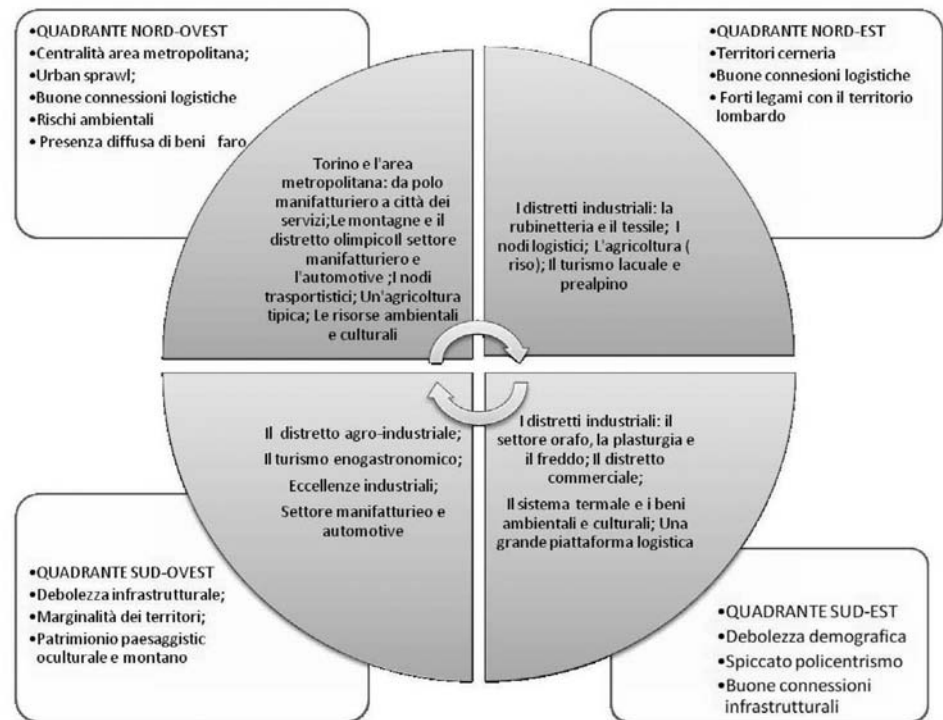 •QUADRANTE NORD-OVEST
•Centralità area metropolitana;
•Urban sprawl;
•Buone connessioni logistiche
•Rischi ambientali
• Presenza diffusa di beni faro
Torino e l'area
metropolitana: da polo
manifatturiero a città dei
servizi;Le montagne e il
distretto olimpicoIl settore
manifatturiero e
l'automotive ;I nodi
trasportistici; Un'agricoltura
tipica; Le risorse ambientali
e culturali
•QUADRANTE NORD-EST
•Territori cerneria
•Buone connesioni logistiche
• Forti legami con il territorio
lombardo
I distretti industriali: la
rubinetteria e il tessile; I
nodi logistici; L'agricoltura (
riso); Il turismo lacuale e
prealpino
Il distretto agro-industriale;
Il turismo enogastronomico;
Eccellenze industriali;
Settore manifatturieo e
automotive
•QUADRANTE SUD-OVEST
•Debolezza infrastrutturale;
•Marginalità dei territori;
•Patrimionio paesaggistic
oculturale e montano
I distretti industriali: il
settore orafo, la plasturgia e
il freddo; Il distretto
commerciale;
Il sistema termale e i beni
ambientali e culturali; Una
grande piattaforma logistica
•QUADRANTE SUD-EST
•Debolezza demografica
•Spiccato policentrismo
•Buone connessioni
infrastrutturali